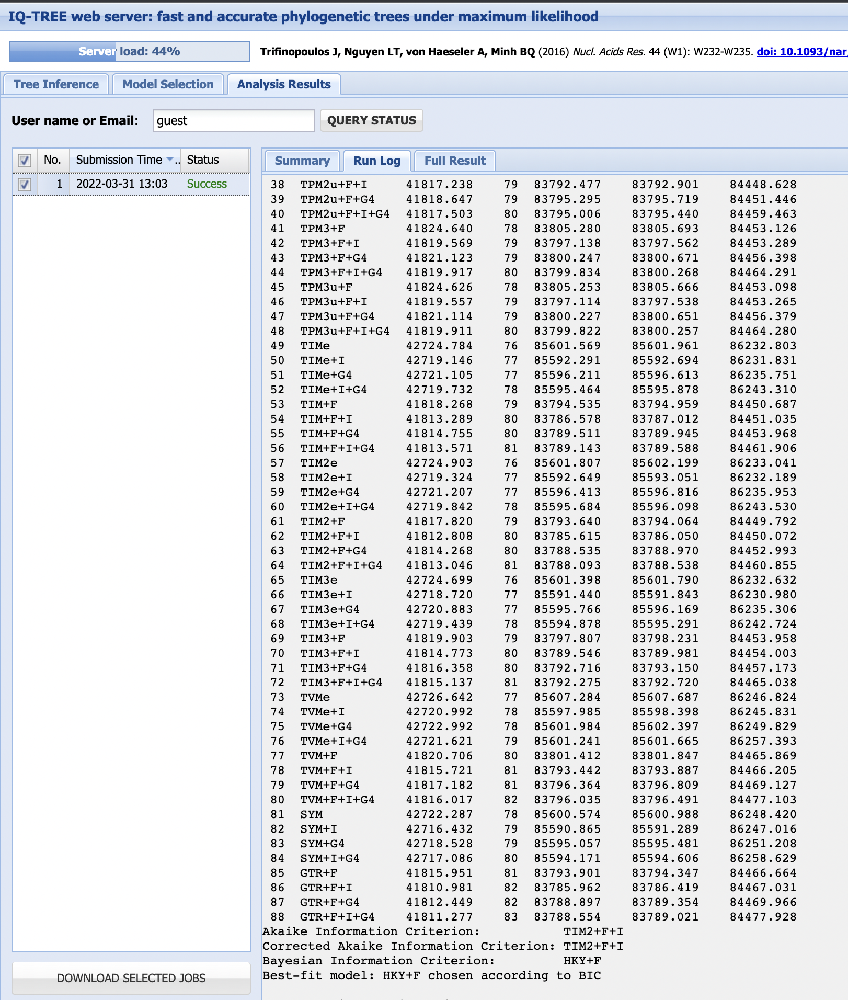 IQ-TREE web server: fast and accurate phylogenetic trees under maximum likelihood
Server load: 44%
Trifinopoulos J, Nguyen LT, von Haeseler A, Minh BQ (2016) Nucl. Acids Res. 44 (W1): W232-W235. doi: 10.1093/nar
Tree Inference Model Selection Analysis Results
User name or Email: guest QUERY STATUS
No. Submission Time .. Status
1 2022-03-31 13:03 Success
Summary Run Log Full Result
38 TPM2u+F+I 41817.238 79 83792.477 83792.901 84448.628
39 TPM2u+F+G4 41818.647 79 83795.295 83795.719 84451.446
40 TPM2u+F+I+G4 41817.503 80 83795.006 83795.440 84459.463
41 TPM3+F 41824.640 78 83805.280 83805.693 84453.126
42 TPM3+F+I 41819.569 79 83797.138 83797.562 84453.289
43 TPM3+F+G4 41821.123 79 83800.247 83800.671 84456.398
44 TPM3+F+I+G4 41819.917 80 83799.834 83800.268 84464.291
45 TPM3u+F 41824.626 78 83805.253 83805.666 84453.098
46 TPM3u+F+I 41819.557 79 83797.114 83797.538 84453.265
47 TPM3u+F+G4 41821.114 79 83800.227 83800.651 84456.379
48 TPM3u+F+I+G4 41819.911 80 83799.822 83800.257 84464.280
49 TIMe 42724.784 76 85601.569 85601.961 86232.803
50 TIMe+I 42719.146 77 85592.291 85592.694 86231.831
51 TIMe+G4 42721.105 77 85596.211 85596.613 86235.751
52 TIMe+I+G4 42719.732 78 85595.464 85595.878 86243.310
53 TIM+F 41818.268 79 83794.535 83794.959 84450.687
54 TIM+F+I 41813.289 80 83786.578 83787.012 84451.035
55 TIM+F+G4 41814.755 80 83789.511 83789.945 84453.968
56 TIM+F+I+G4 41813.571 81 83789.143 83789.588 84461.906
57 TIM2e 42724.903 76 85601.807 85602.199 86233.041
58 TIM2e+I 42719.324 77 85592.649 85593.051 86232.189
59 TIM2e+G4 42721.207 77 85596.413 85596.816 86235.953
60 TIM2e+I+G4 42719.842 78 85595.684 85596.098 86243.530
61 TIM2+F 41817.820 79 83793.640 83794.064 84449.792
62 TIM2+F+I 41812.808 80 83785.615 83786.050 84450.072
63 TIM2+F+G4 41814.268 80 83788.535 83788.970 84452.993
64 TIM2+F+I+G4 41813.046 81 83788.093 83788.538 84460.855
65 TIM3e 42724.699 76 85601.398 85601.790 86232.632
66 TIM3e+I 42718.720 77 85591.440 85591.843 86230.980
67 TIM3e+G4 42720.883 77 85595.766 85596.169 86235.306
68 TIM3e+I+G4 42719.439 78 85594.878 85595.291 86242.724
69 TIM3+F 41819.903 79 83797.807 83798.231 84453.958
70 TIM3+F+I 41814.773 80 83789.546 83789.981 84454.003
71 TIM3+F+G4 41816.358 80 83792.716 83793.150 84457.173
72 TIM3+F+I+G4 41815.137 81 83792.275 83792.720 84465.038
73 TVMe 42726.642 77 85607.284 85607.687 86246.824
74 TVMe+I 42720.992 78 85597.985 85598.398 86245.831
75 TVMe+G4 42722.992 78 85601.984 85602.397 86249.829
76 TVMe+I+G4 42721.621 79 85601.241 85601.665 86257.393
77 TVM+F 41820.706 80 83801.412 83801.847 84465.869
78 TVM+F+I 41815.721 81 83793.442 83793.887 84466.205
79 TVM+F+G4 41817.182 81 83796.364 83796.809 84469.127
80 TVM+F+I+G4 41816.017 82 83796.035 83796.491 84477.103
81 SYM 42722.287 78 85600.574 85600.988 86248.420
82 SYM+I 42716.432 79 85590.865 85591.289 86247.016
83 SYM+G4 42718.528 79 85595.057 85595.481 86251.208
84 SYM+I+G4 42717.086 80 85594.171 85594.606 86258.629
85 GTR+F 41815.951 81 83793.901 83794.347 84466.664
86 GTR+F+I 41810.981 82 83785.962 83786.419 84467.031
87 GTR+F+G4 41812.449 82 83788.897 83789.354 84469.966
88 GTR+F+I+G4 41811.277 83 83788.554 83789.021 84477.928
Akaike Information Criterion: TIM2+F+I
Corrected Akaike Information Criterion: TIM2+F+I
Bayesian Information Criterion: HKY+F
Best-fit model: HKY+F chosen according to BIC
DOWNLOAD SELECTED JOBS